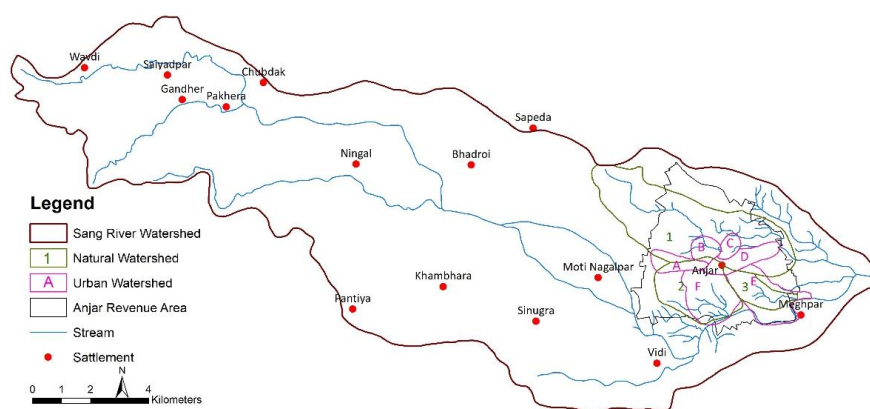 Wavdi
Saiyadpar
Chubdak
Gandher
Pakhera
Sapeda
Ningal
Bhadroi
Legend
Sang River Watershed
1 Natural Watershed
A Urban Watershed
Anjar Revenue Area
Stream
Sattlement
N
0 1 2 4
Kilometers
1
B
C
D
A
Anjar
E
2
F
3
Moti Nagalpar
Khambhara
Pantiya
Sinugra
Meghpar
Vidi